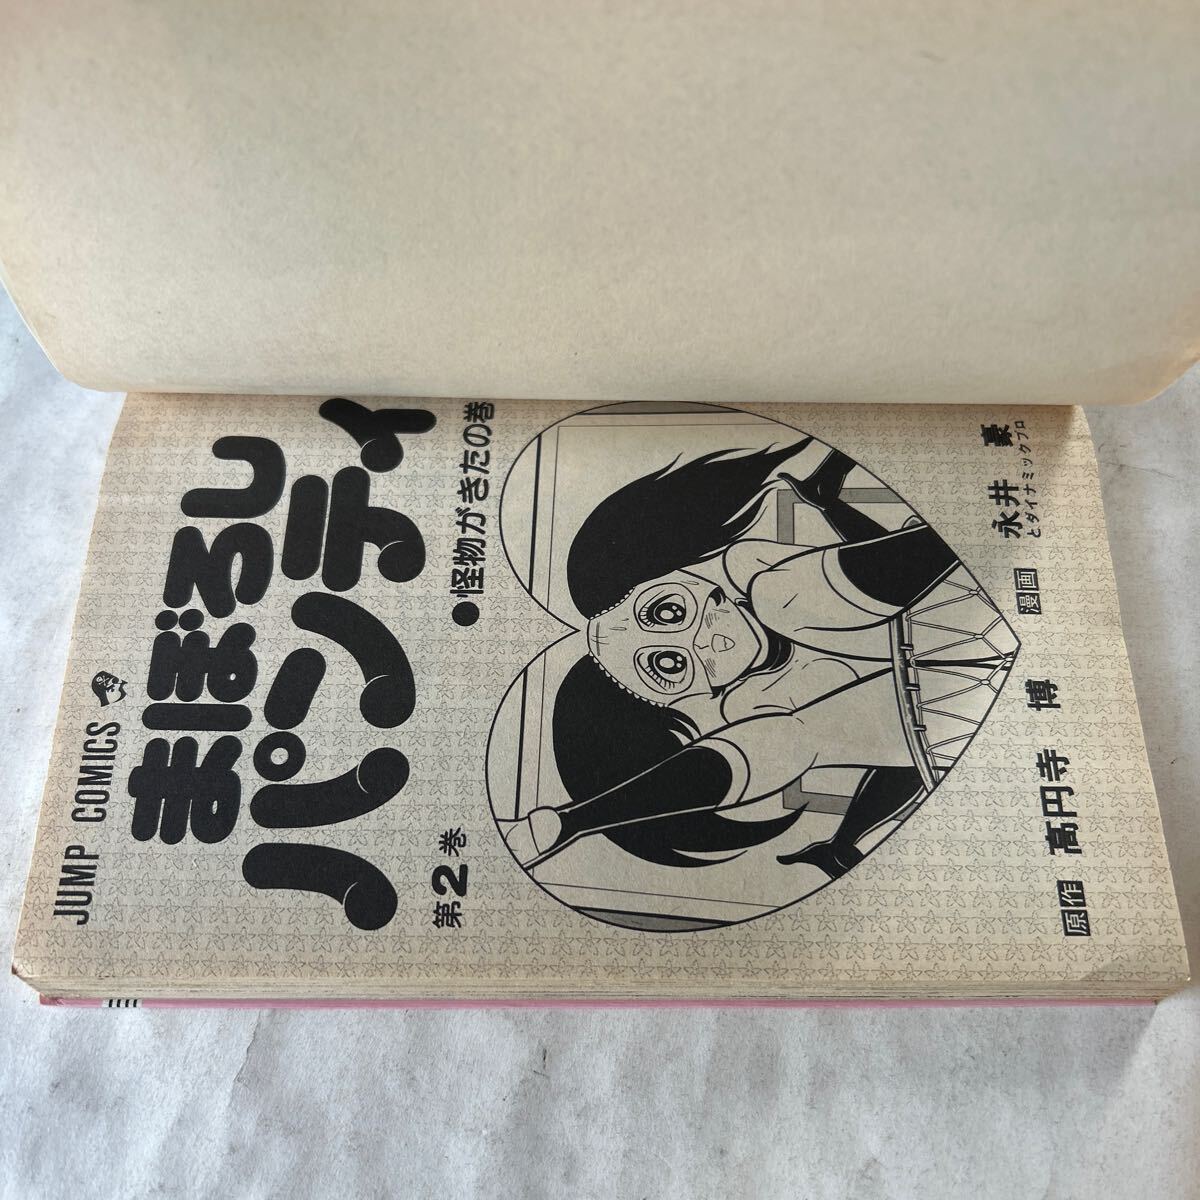 JUMP COMICS
まぼろし
パンティ
第2巻
●怪物がきたの巻
原作 高円寺 博
漫画 永井 豪
とダイナミックプロ